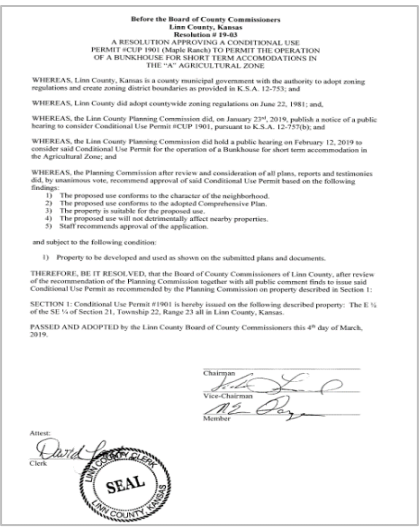 Before the Board of County Commissioners
Linn County, Kansas
Resolution # 19-03
A RESOLUTION APPROVING A CONDITIONAL USE
PERMIT #CUP 1901 (Maple Ranch) TO PERMIT THE OPERATION
OF A BUNKHOUSE FOR SHORT TERM ACCOMODATIONS IN
THE "A" AGRICULTURAL ZONE
WHEREAS, Linn County, Kansas is a county municipal government with the authority to adopt zoning
regulations and create zoning district boundaries as provided in K.S.A. 12-753; and
WHEREAS, Linn County did adopt countywide zoning regulations on June 22, 1981; and,
WHEREAS, the Linn County Planning Commission did, on January 23rd, 2019, publish a notice of a public
hearing to consider Conditional Use Permit #CUP 1901, pursuant to K.S.A. 12-757(b); and
WHEREAS, the Linn County Planning Commission did hold a public hearing on February 12, 2019 to
consider said Conditional Use Permit for the operation of a Bunkhouse for short term accommodation in
the Agricultural Zone; and
WHEREAS, the Planning Commission after review and consideration of all plans, reports and testimonies
did, by unanimous vote, recommend approval of said Conditional Use Permit based on the following
findings:
1) The proposed use conforms to the character of the neighborhood.
2) The proposed use conforms to the adopted Comprehensive Plan.
3) The property is suitable for the proposed use.
4) The proposed use will not detrimentally affect nearby properties.
5) Staff recommends approval of the application.
and subject to the following condition:
1) Property to be developed and used as shown on the submitted plans and documents.
THEREFORE, BE IT RESOLVED, that the Board of County Commissioners of Linn County, after review
of the recommendation of the Planning Commission together with all public comment finds to issue said
Conditional Use Permit as recommended by the Planning Commission on property described in Section 1:
SECTION 1: Conditional Use Permit #1901 is hereby issued on the following described property: The E ½
of the SE ¼ of Section 21, Township 22, Range 23 all in Linn County, Kansas.
PASSED AND ADOPTED by the Linn County Board of County Commissioners this 4th day of March,
2019.
Chairman
Vice-Chairman
Member
Attest:
David
Clerk
LINN COUNTY CLERK
SEAL
LINN COUNTY, KANSAS